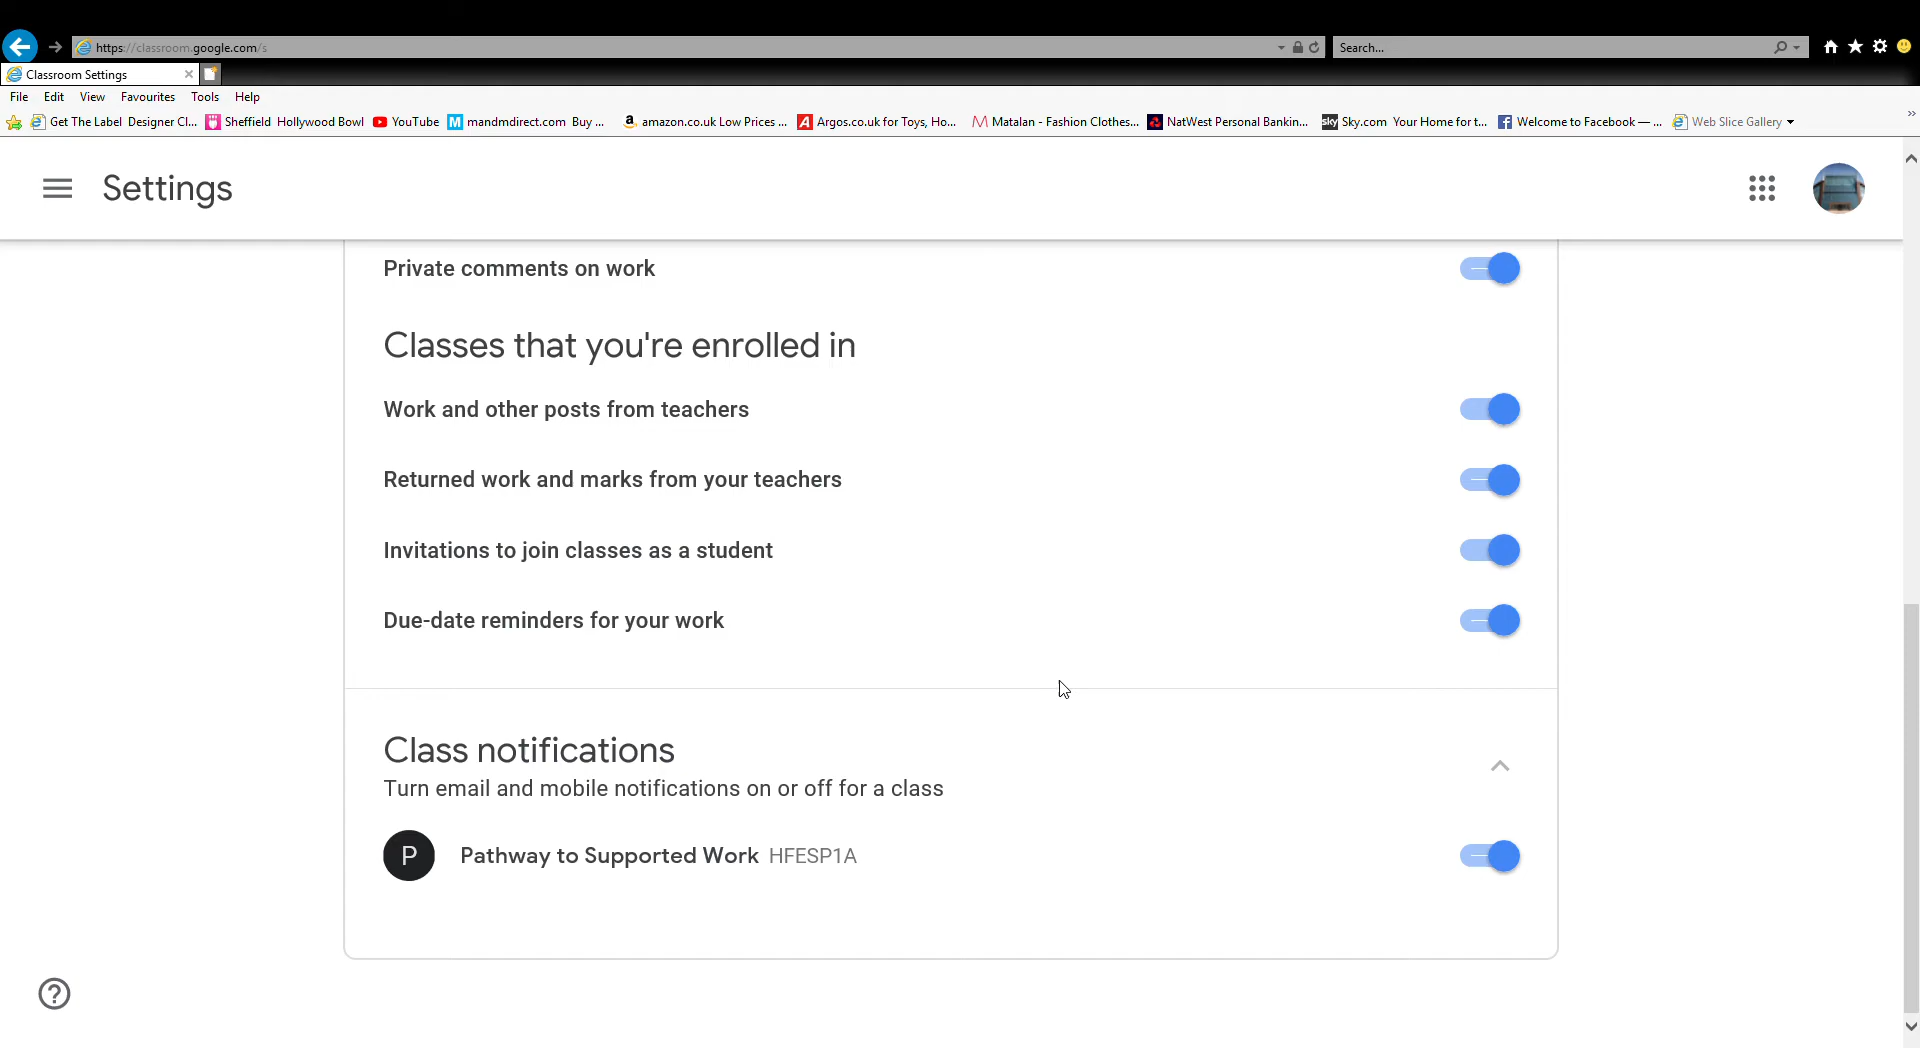 https://classroom.google.com/s
Search...
Classroom Settings
File Edit View Favourites Tools Help
Get The Label Designer Cl... Sheffield Hollywood Bowl YouTube M mandmdirect.com Buy ... a amazon.co.uk Low Prices ... A Argos.co.uk for Toys, Ho... M Matalan - Fashion Clothes... NatWest Personal Bankin... sky Sky.com Your Home for t... f Welcome to Facebook — ... Web Slice Gallery
Settings
Private comments on work
Classes that you're enrolled in
Work and other posts from teachers
Returned work and marks from your teachers
Invitations to join classes as a student
Due-date reminders for your work
Class notifications
Turn email and mobile notifications on or off for a class
P Pathway to Supported Work HFESP1A